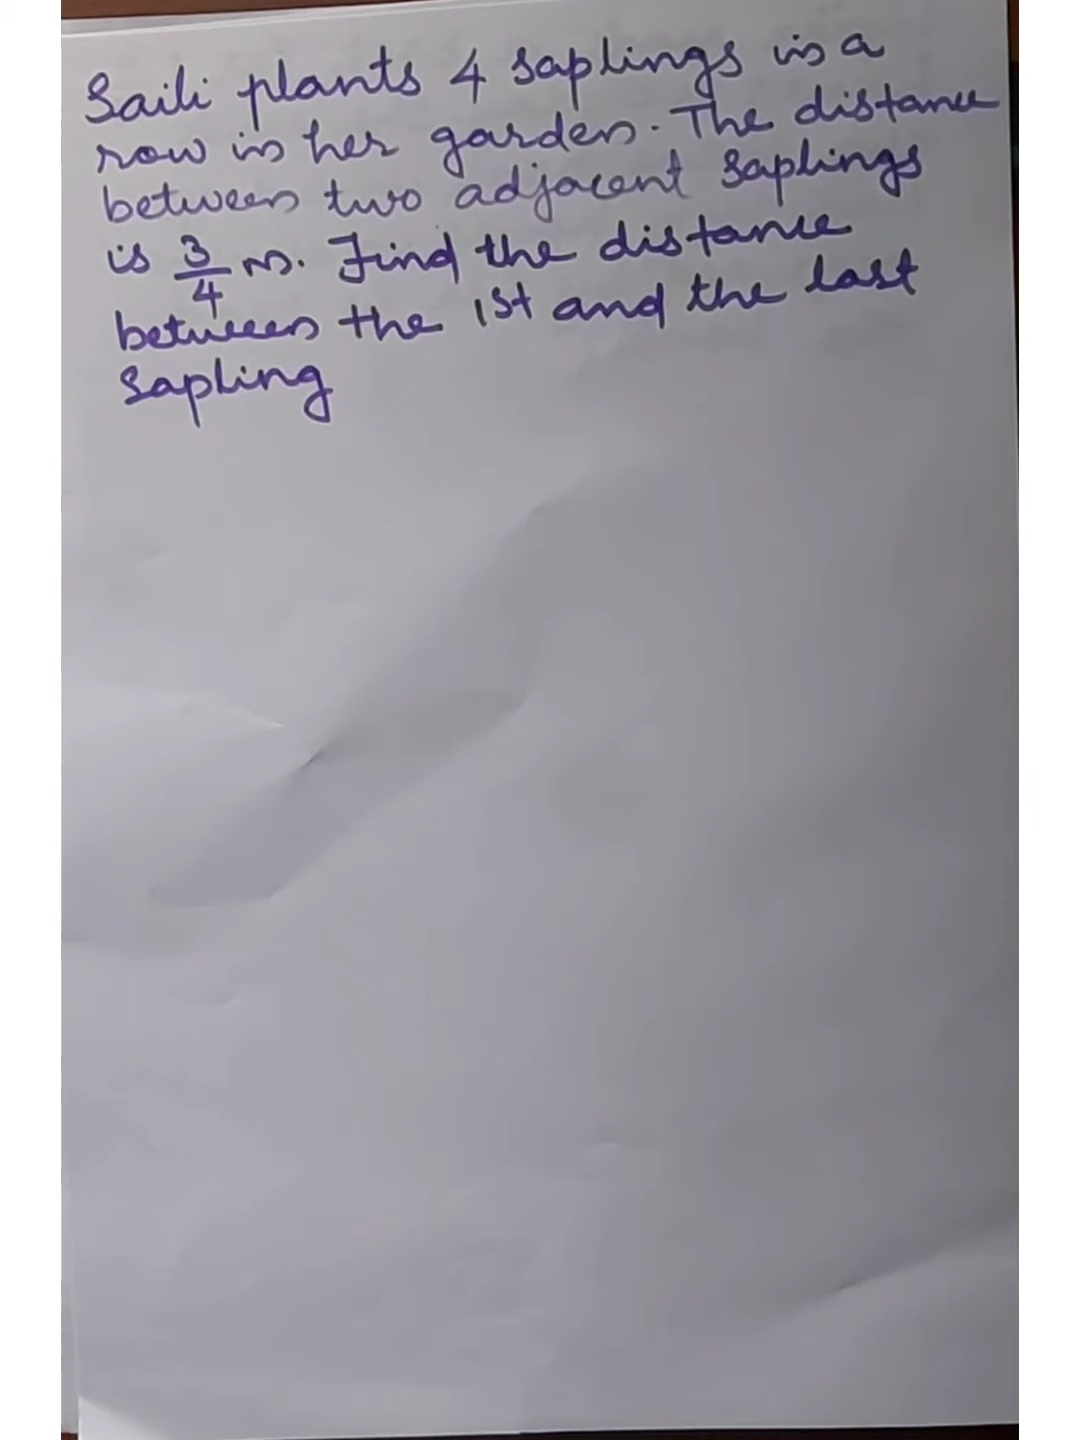 Saili plants 4 saplings in a
row in her garden. The distance
between two adjacent saplings
is 3/4 m. Find the distance
between the 1st and the last
Sapling